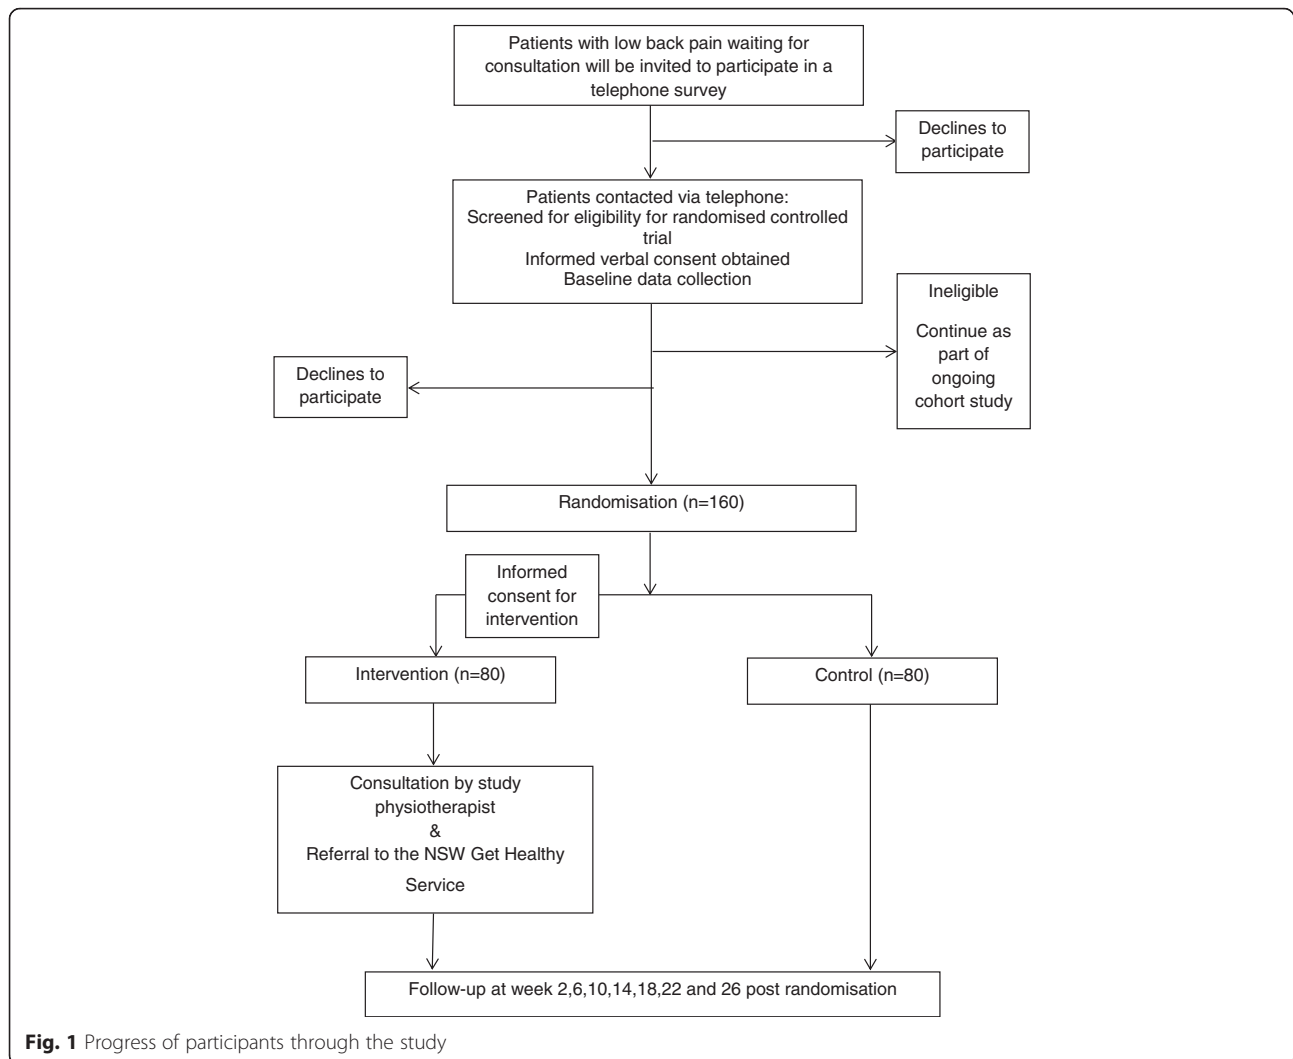 Patients with low back pain waiting for
consultation will be invited to participate in a
telephone survey
Declines to
participate
Patients contacted via telephone:
Screened for eligibility for randomised controlled
trial
Informed verbal consent obtained
Baseline data collection
Ineligible
Continue as
part of
ongoing
cohort study
Declines to
participate
Randomisation (n=160)
Informed
consent for
intervention
Intervention (n=80)
Control (n=80)
Consultation by study
physiotherapist
&
Referral to the NSW Get Healthy
Service
Follow-up at week 2,6,10,14,18,22 and 26 post randomisation
Fig. 1 Progress of participants through the study